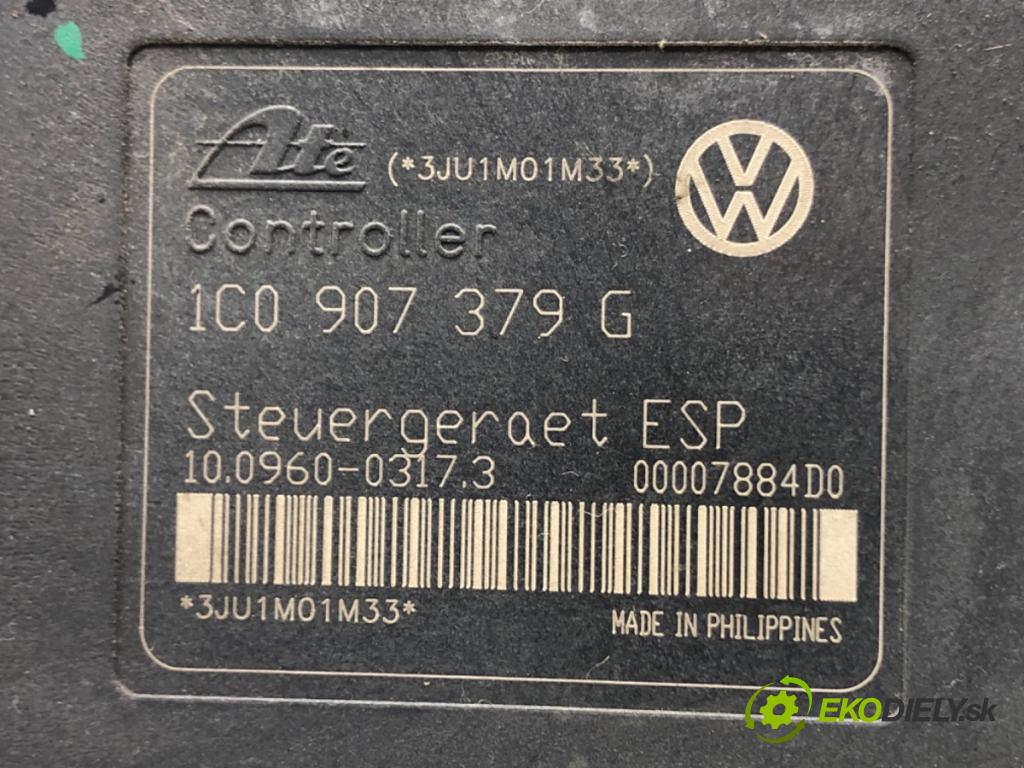 Ate (*3JU1M01M33*)
Controller
1C0 907 379 G
Steuergeraet ESP
10.0960-0317.3 00007884D0
*3JU1M01M33*
MADE IN PHILIPPINES
EKODIELY.sk